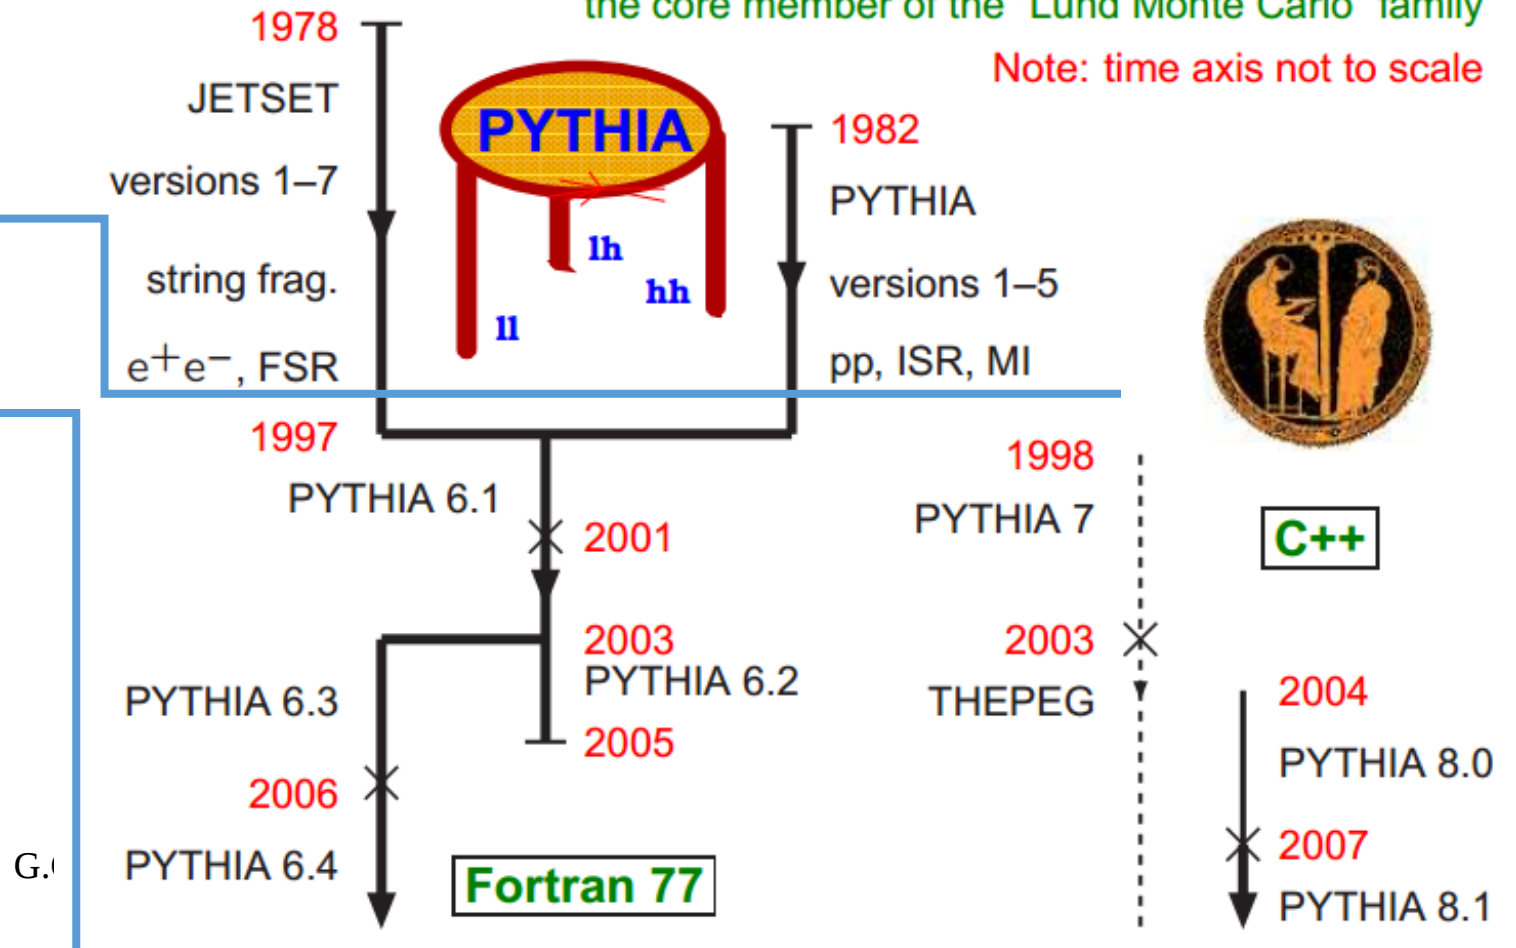 the core member of the "Lund Monte Carlo" family
Note: time axis not to scale
1978
JETSET
versions 1–7
string frag.
e+e−, FSR
PYTHIA
ll
lh
hh
1982
PYTHIA
versions 1–5
pp, ISR, MI
1997
PYTHIA 6.1
2001
2003
PYTHIA 6.2
2005
PYTHIA 6.3
2006
PYTHIA 6.4
Fortran 77
1998
PYTHIA 7
2003
THEPEG
C++
2004
PYTHIA 8.0
2007
PYTHIA 8.1
G.